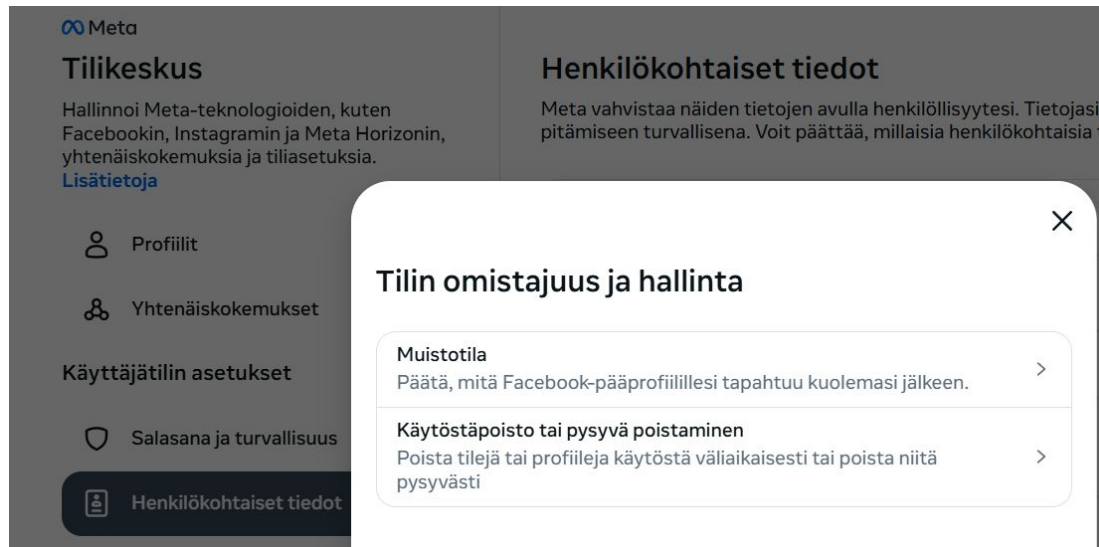 Meta
Tilikeskus
Hallinnoi Meta-teknologioiden, kuten
Facebookin, Instagramin ja Meta Horizonin,
yhtenäiskokemuksia ja tiliasetuksia.
Lisätietoja
Profiilit
Yhtenäiskokemukset
Käyttäjätilin asetukset
Salasana ja turvallisuus
Henkilökohtaiset tiedot
Henkilökohtaiset tiedot
Meta vahvistaa näiden tietojen avulla henkilöllisyytesi. Tietojasi
pitämiseen turvallisena. Voit päättää, millaisia henkilökohtaisia
Tilin omistajuus ja hallinta
Muistotila
Päätä, mitä Facebook-pääprofiilillesi tapahtuu kuolemasi jälkeen.
Käytöstäpoisto tai pysyvä poistaminen
Poista tilejä tai profiileja käytöstä väliaikaisesti tai poista niitä
pysyvästi